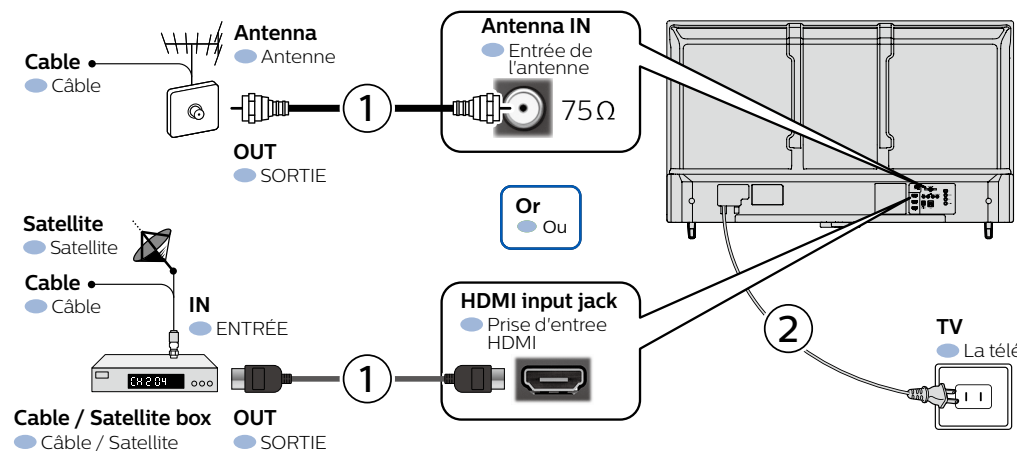 Antenna
Antenne
Cable
Câble
OUT
SORTIE
1
Antenna IN
Entrée de
l'antenne
75Ω
Or
Ou
Satellite
Satellite
Cable
Câble
IN
ENTRÉE
CH204
Cable / Satellite box
Câble / Satellite
OUT
SORTIE
1
HDMI input jack
Prise d'entree
HDMI
2
TV
La télé